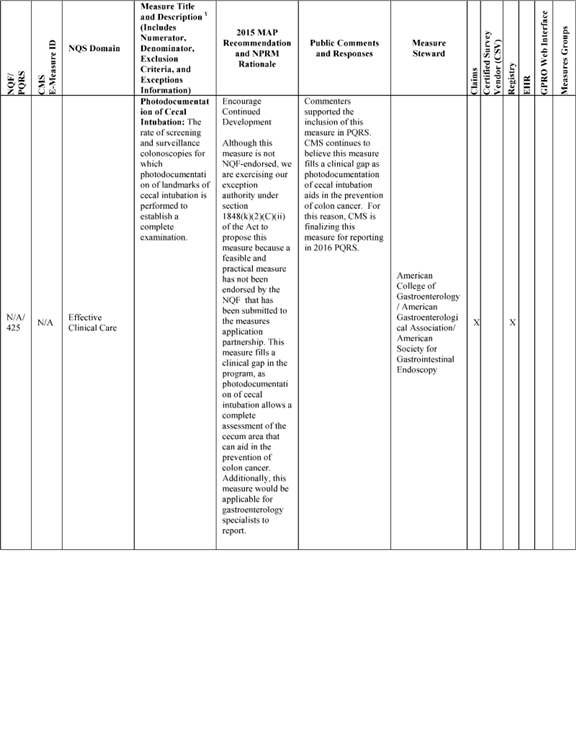 NQF/
PQRS
CMS
E-Measure ID
NQS Domain
Measure Title
and Description ¥
(Includes
Numerator,
Denominator,
Exclusion
Criteria, and
Exceptions
Information)
2015 MAP
Recommendation
and NPRM
Rationale
Public Comments
and Responses
Measure
Steward
Claims
Certified Survey
Vendor (CSV)
Registry
EHR
GPRO Web Interface
Measures Groups
N/A/
425
N/A
Effective
Clinical Care
Photodocumentat
ion of Cecal
Intubation: The
rate of screening
and surveillance
colonoscopies for
which
photodocumentati
on of landmarks of
cecal intubation is
performed to
establish a
complete
examination.
Encourage
Continued
Development
Although this
measure is not
NQF-endorsed, we
are exercising our
exception
authority under
section
1848(k)(2)(C)(ii)
of the Act to
propose this
measure because a
feasible and
practical measure
has not been
endorsed by the
NQF that has
been submitted to
the measures
application
partnership. This
measure fills a
clinical gap in the
program, as
photodocumentati
on of cecal
intubation allows a
complete
assessment of the
cecum area that
can aid in the
prevention of
colon cancer.
Additionally, this
measure would be
applicable for
gastroenterology
specialists to
report.
Commenters
supported the
inclusion of this
measure in PQRS.
CMS continues to
believe this measure
fills a clinical gap as
photodocumentation
of cecal intubation
aids in the prevention
of colon cancer. For
this reason, CMS is
finalizing this
measure for reporting
in 2016 PQRS.
American
College of
Gastroenterology
/ American
Gastroenterologi
cal Association/
American
Society for
Gastrointestinal
Endoscopy
X
X